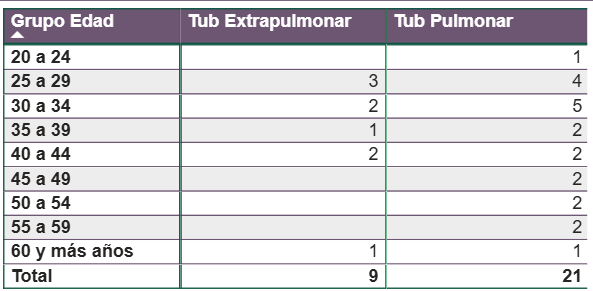 Grupo Edad Tub Extrapulmonar Tub Pulmonar
20 a 24 1
25 a 29 3 4
30 a 34 2 5
35 a 39 1 2
40 a 44 2 2
45 a 49 2
50 a 54 2
55 a 59 2
60 y más años 1 1
Total 9 21